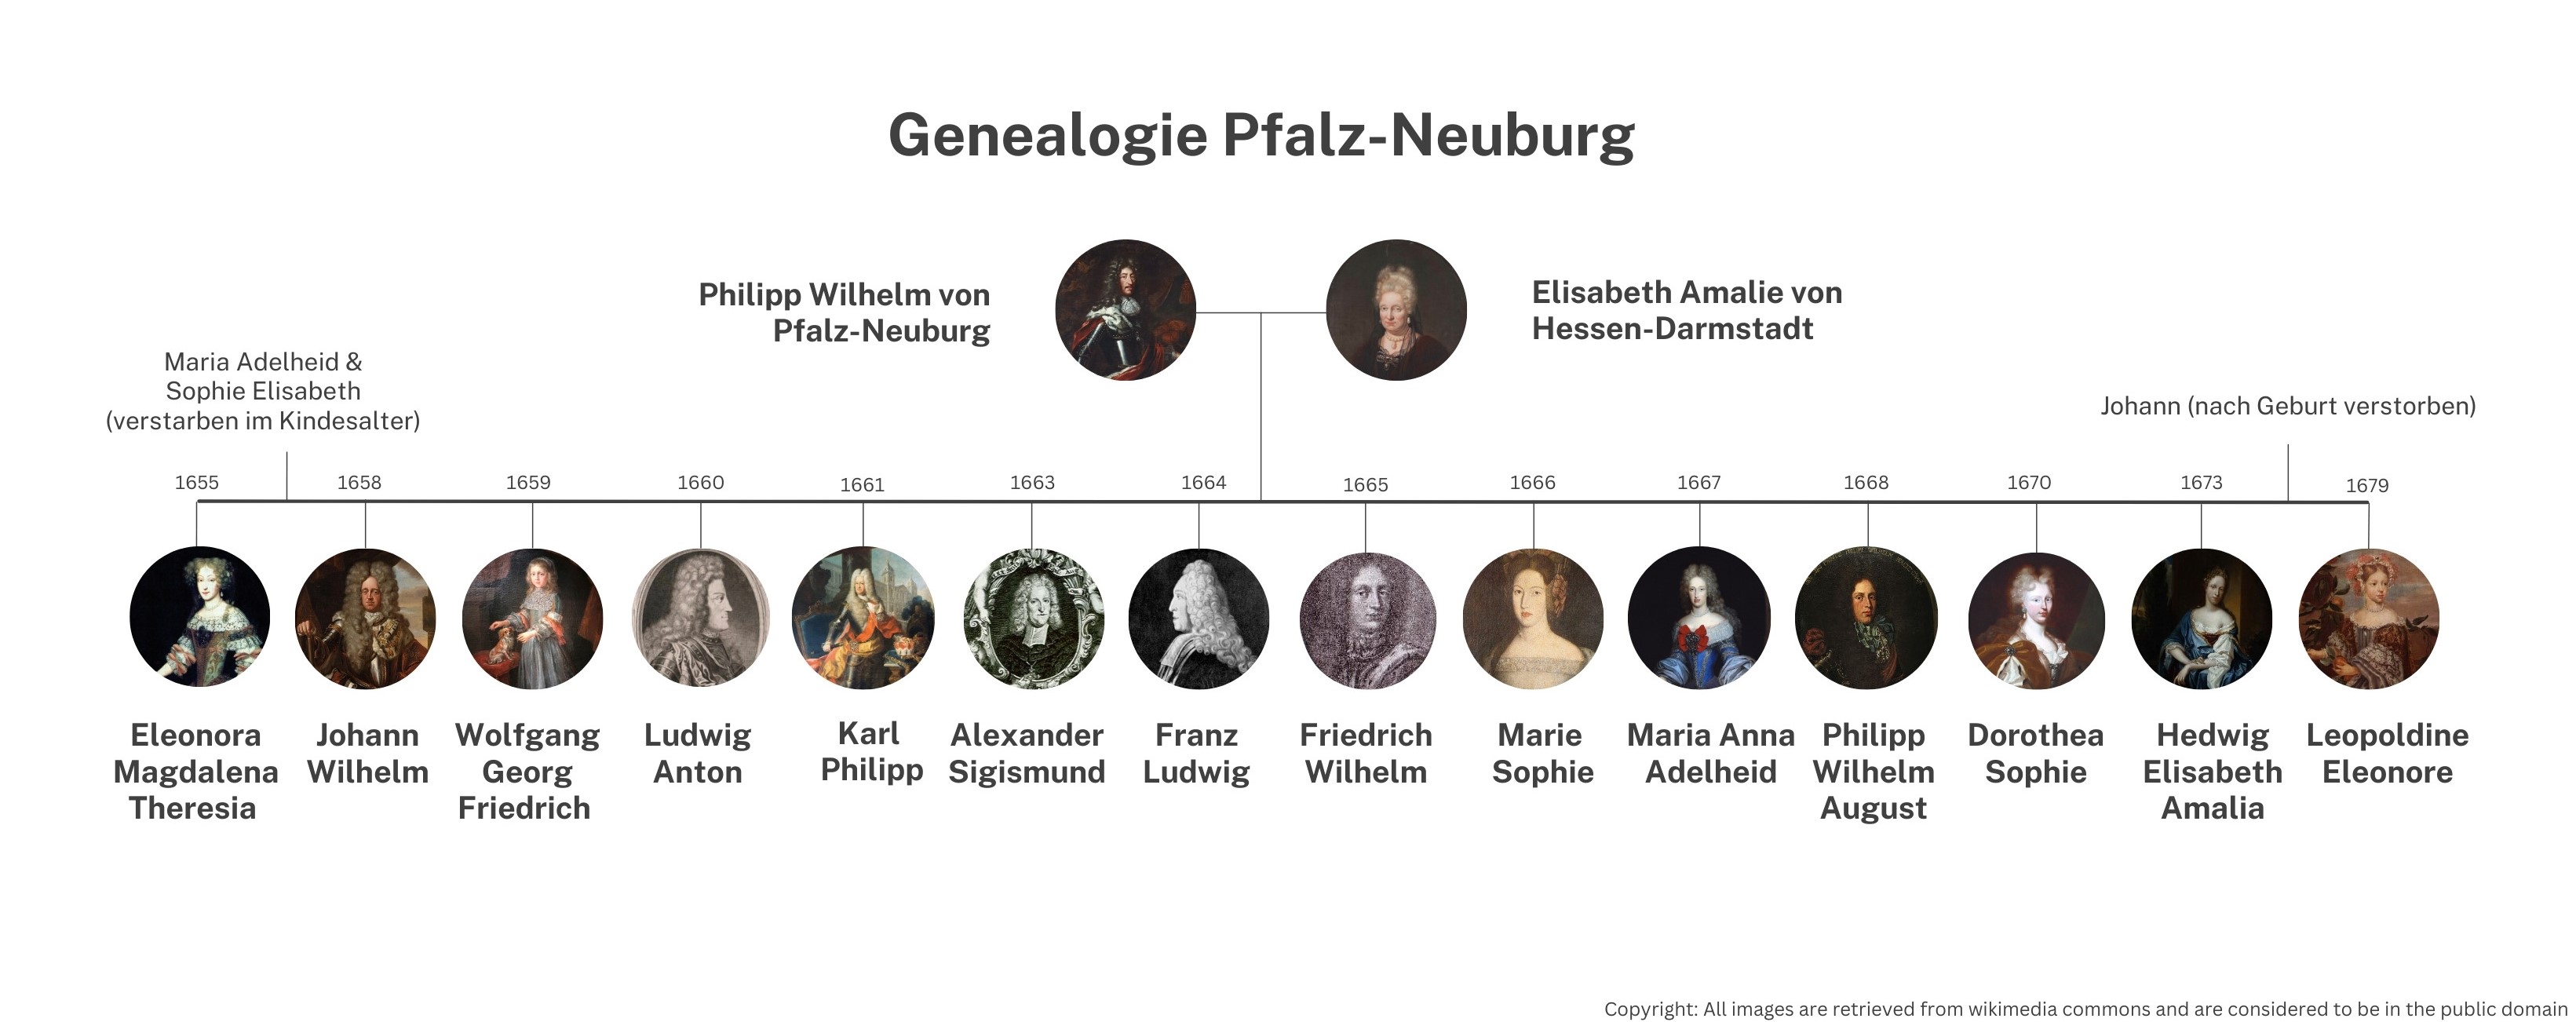 Genealogie Pfalz-Neuburg
Philipp Wilhelm von
Pfalz-Neuburg
Elisabeth Amalie von
Hessen-Darmstadt
Maria Adelheid &
Sophie Elisabeth
(verstarben im Kindesalter)
Johann (nach Geburt verstorben)
1655 1658 1659 1660 1661 1663 1664 1665 1666 1667 1668 1670 1673 1679
Eleonora
Magdalena
Theresia
Johann
Wilhelm
Wolfgang
Georg
Friedrich
Ludwig
Anton
Karl
Philipp
Alexander
Sigismund
Franz
Ludwig
Friedrich
Wilhelm
Marie
Sophie
Maria Anna
Adelheid
Philipp
Wilhelm
August
Dorothea
Sophie
Hedwig
Elisabeth
Amalia
Leopoldine
Eleonore
Copyright: All images are retrieved from wikimedia commons and are considered to be in the public domain